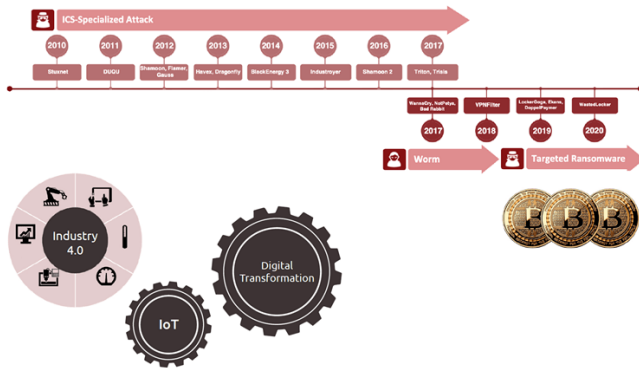 ICS-Specialized Attack
2010
2011
2012
2013
2014
2015
2016
2017
Stuxnet
DUQU
Shamoon, Flamer,
Gauss
Havex, Dragonfly
BlackEnergy 3
Industroyer
Shamoon 2
Triton, Trisis
WannaCry, NotPetya,
Bad Rabbit
VPNFilter
LockerGoga, Ekans,
DoppelPaymer
WastedLocker
2017
2018
2019
2020
Worm
Targeted Ransomware
Industry
4.0
IoT
Digital
Transformation